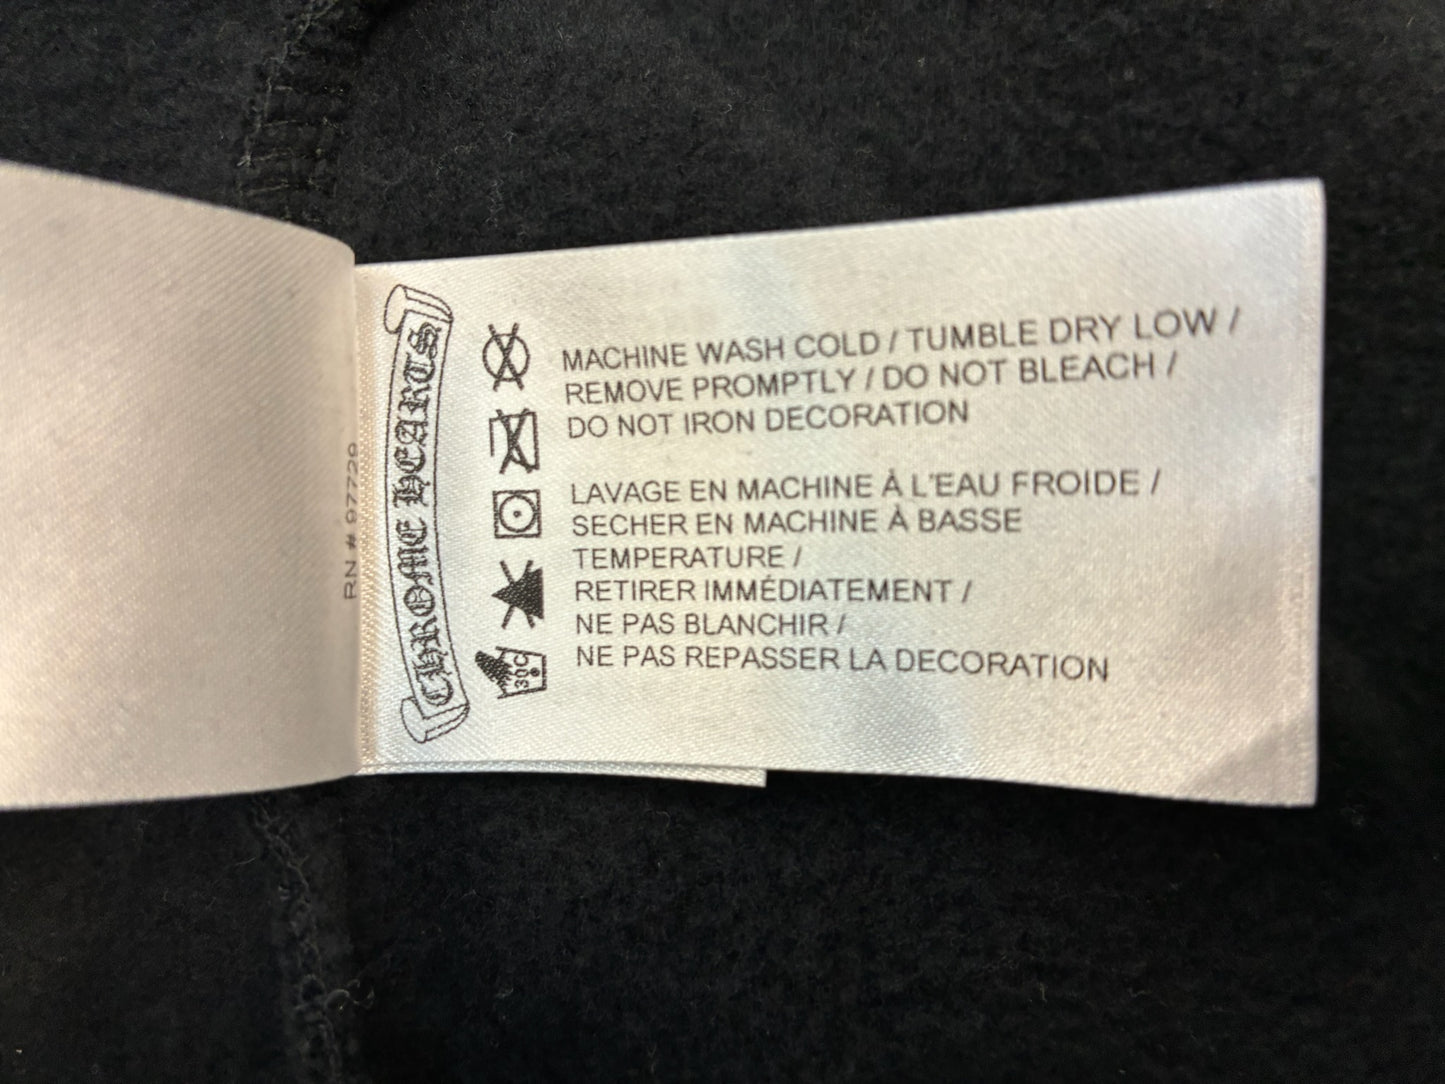 RN # 97729
CHROME HEARTS
MACHINE WASH COLD / TUMBLE DRY LOW /
REMOVE PROMPTLY / DO NOT BLEACH /
DO NOT IRON DECORATION
LAVAGE EN MACHINE À L'EAU FROIDE /
SECHER EN MACHINE À BASSE
TEMPERATURE /
RETIRER IMMÉDIATEMENT /
NE PAS BLANCHIR /
NE PAS REPASSER LA DECORATION
30C